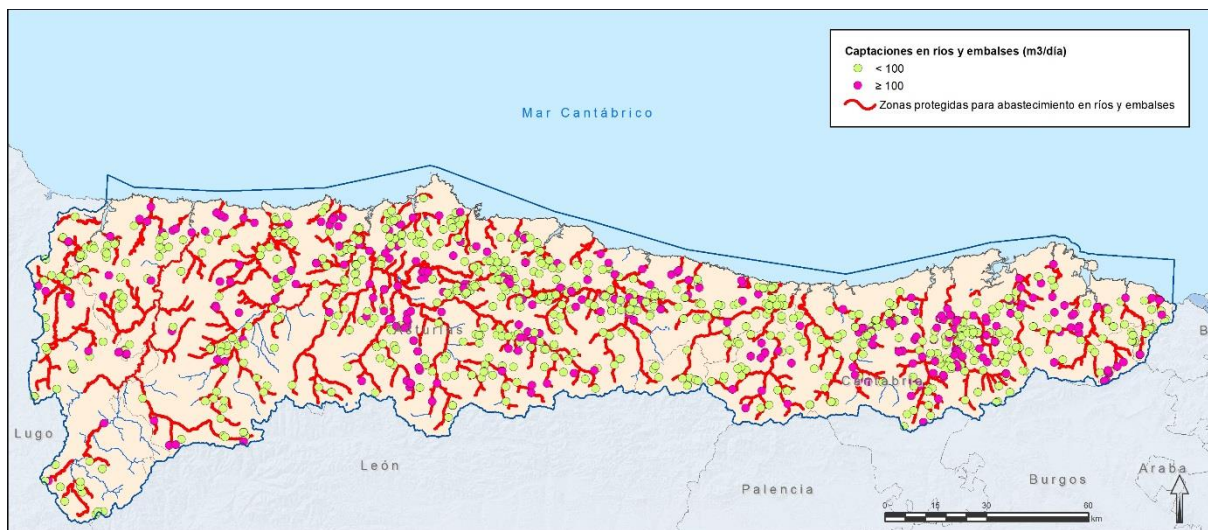 Captaciones en ríos y embalses (m3/día)
< 100
≥ 100
Zonas protegidas para abastecimiento en ríos y embalses
Mar Cantábrico
Asturias
B
Cantabria
Lugo
León
Palencia
Burgos
Araba
0 15 30 60
km